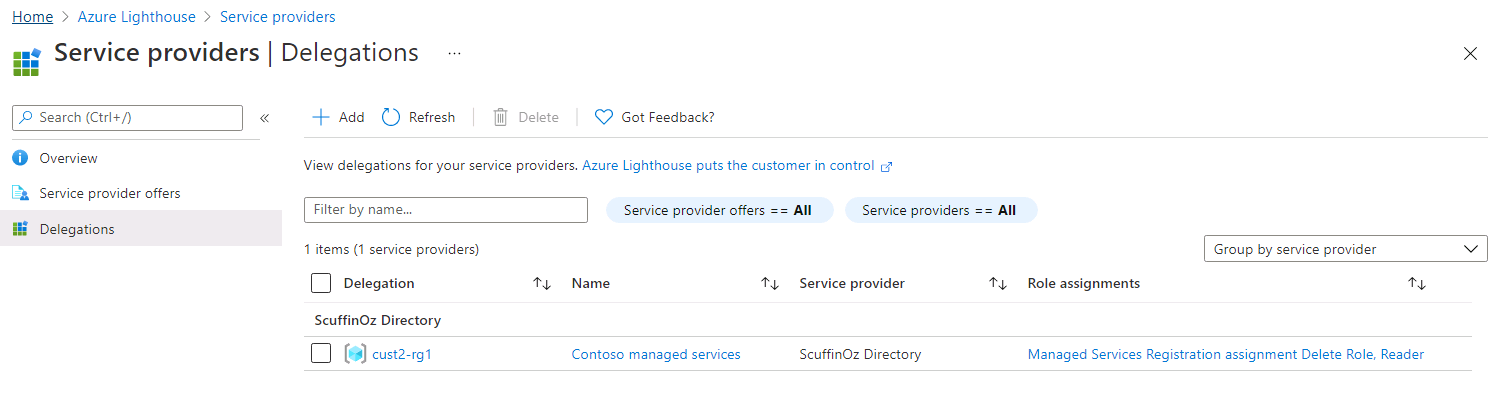 Home > Azure Lighthouse > Service providers
Service providers | Delegations ...
Search (Ctrl+/) «
Overview
Service provider offers
Delegations
Add Refresh Delete Got Feedback?
View delegations for your service providers. Azure Lighthouse puts the customer in control
Filter by name... Service provider offers == All Service providers == All
1 items (1 service providers) Group by service provider
Delegation Name Service provider Role assignments
ScuffinOz Directory
cust2-rg1 Contoso managed services ScuffinOz Directory Managed Services Registration assignment Delete Role, Reader